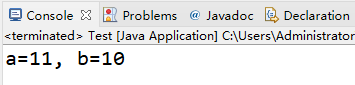 Console Problems @ Javadoc Declaration
<terminated> Test [Java Application] C:\Users\Administrator
a=11, b=10